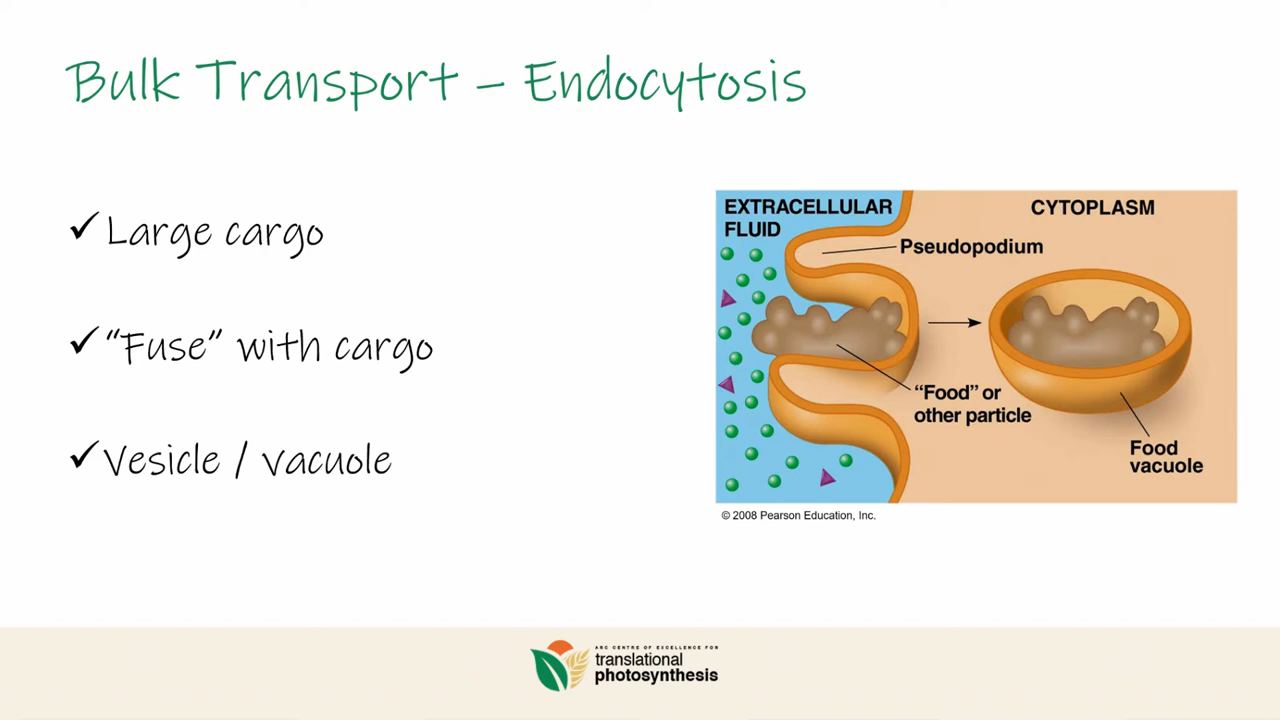 Bulk Transport – Endocytosis
✓Large cargo
✓“Fuse” with cargo
✓Vesicle / vacuole
EXTRACELLULAR
FLUID
CYTOPLASM
Pseudopodium
“Food” or
other particle
Food
vacuole
© 2008 Pearson Education, Inc.
ARC CENTRE OF EXCELLENCE FOR
translational
photosynthesis